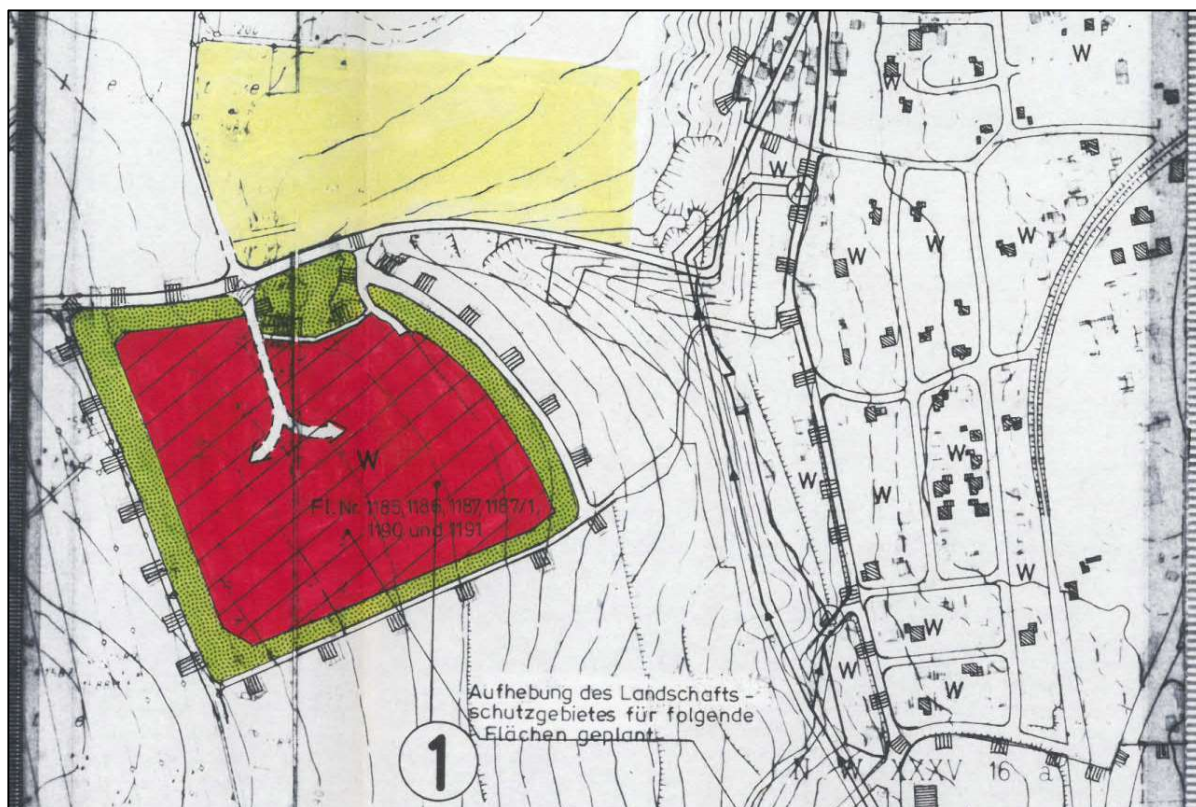 200
e l t s e
W
W
W
W
W
W
Fl. Nr. 1185, 1186, 1187, 1187/1,
1190 und 1191
W
W
W
W
W
W
W
W
W
Aufhebung des Landschafts -
schutzgebietes für folgende
Flächen geplant
1
N W XXXV 16 a